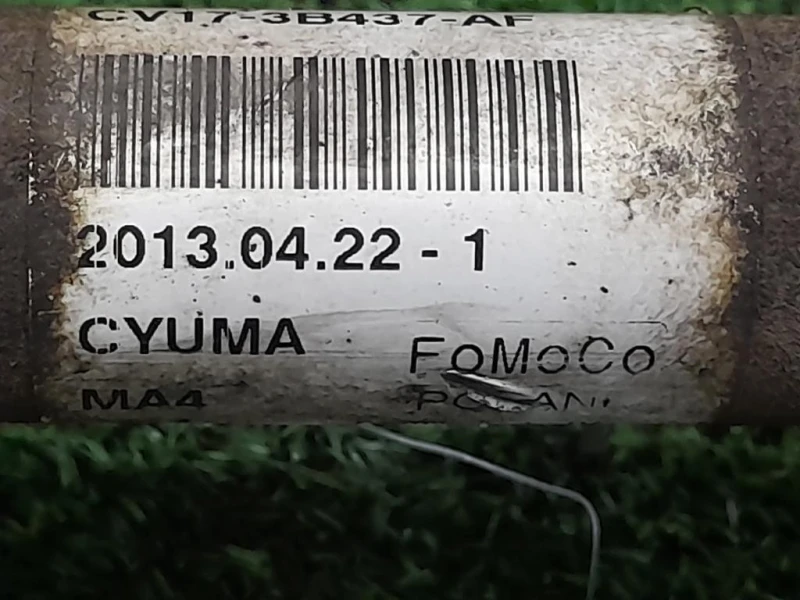 CV17-3B437-AF
2013.04.22 - 1
CYUMA
FoMoCo
MA4